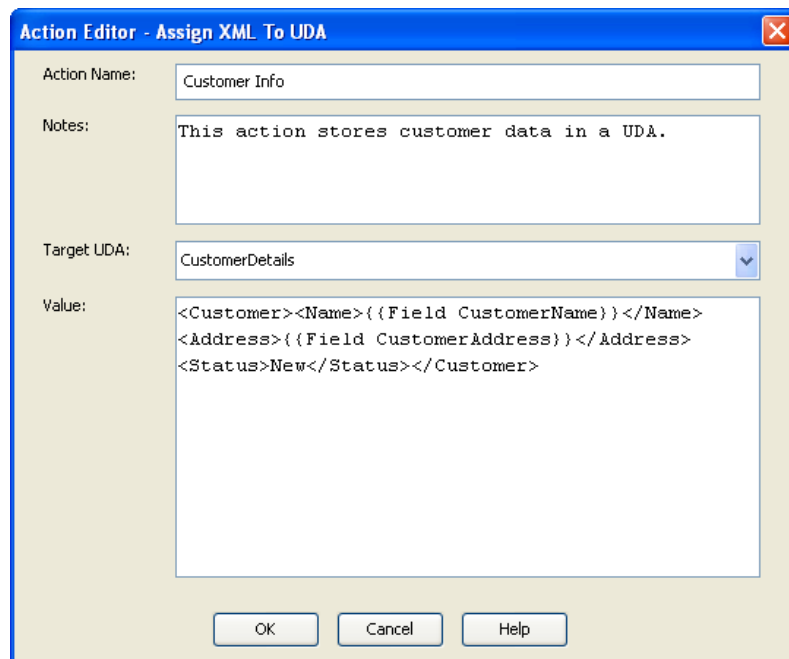 Action Editor - Assign XML To UDA
Action Name:
Customer Info
Notes:
This action stores customer data in a UDA.
Target UDA:
CustomerDetails
Value:
<Customer><Name>{{Field CustomerName}}</Name>
<Address>{{Field CustomerAddress}}</Address>
<Status>New</Status></Customer>
OK Cancel Help